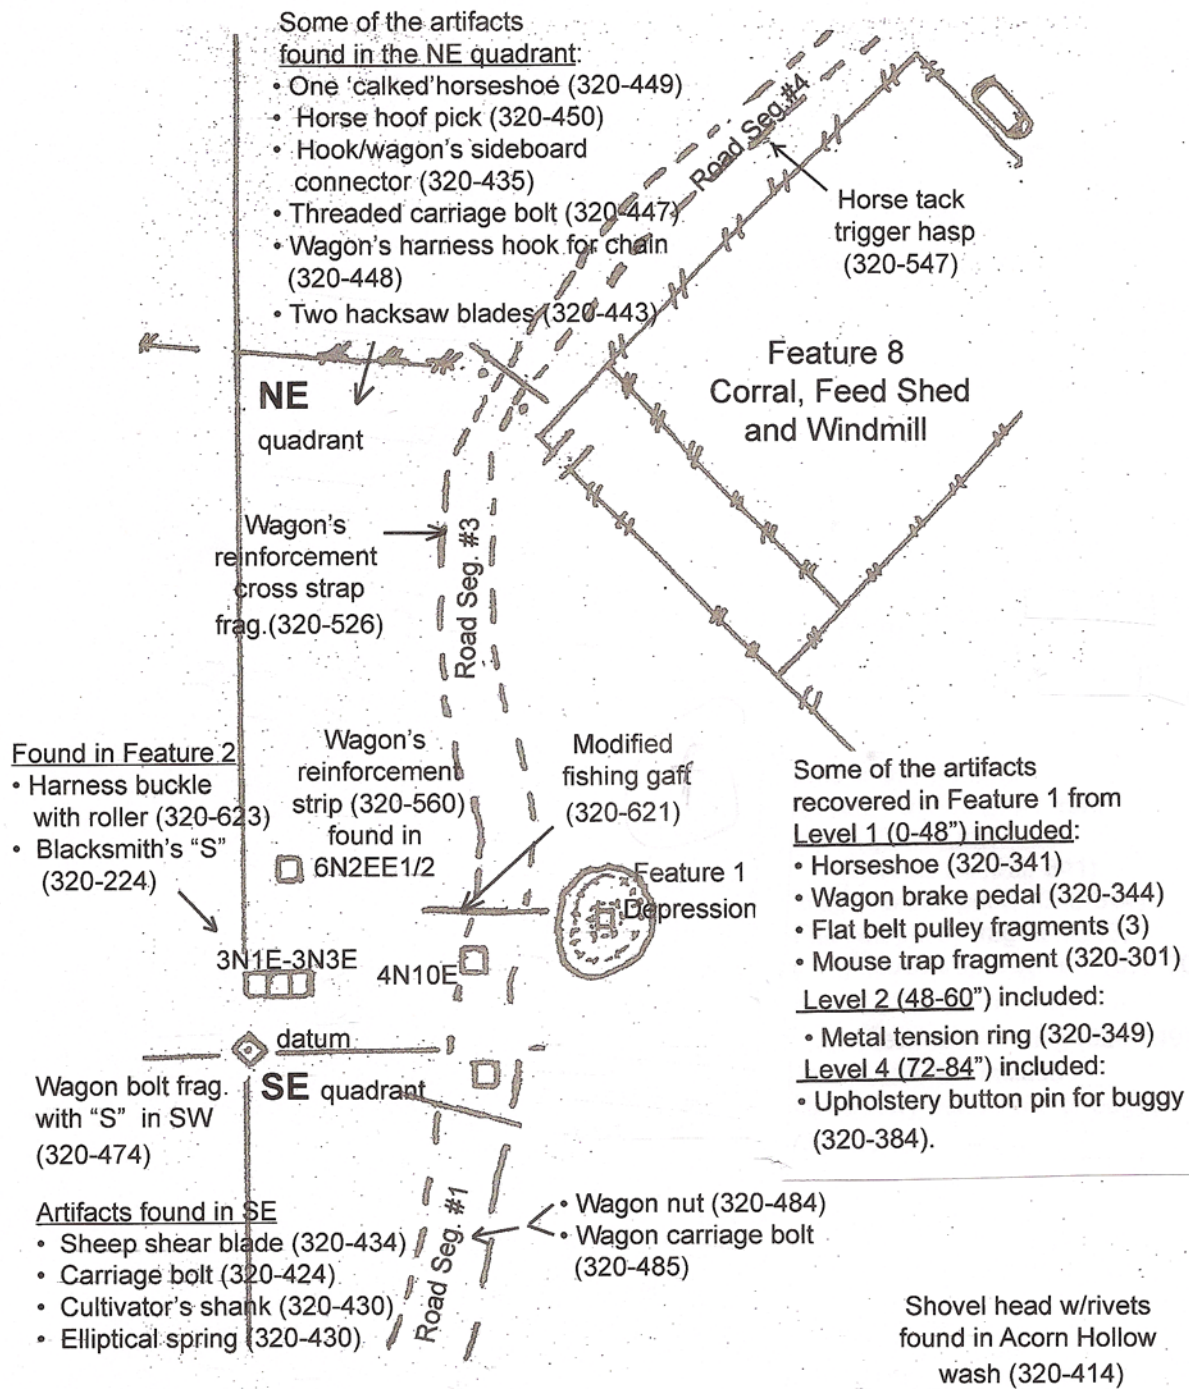 Some of the artifacts
found in the NE quadrant:
• One 'calked'horseshoe (320-449)
• Horse hoof pick (320-450)
• Hook/wagon's sideboard
connector (320-435)
• Threaded carriage bolt (320-447)
• Wagon's harness hook for chain
(320-448)
• Two hacksaw blades (320-443)
Road Seg.#4
Horse tack
trigger hasp
(320-547)
Feature 8
Corral, Feed Shed
and Windmill
NE
quadrant
Wagon's
reinforcement
cross strap
frag.(320-526)
Road Seg. #3
Found in Feature 2
• Harness buckle
with roller (320-623)
• Blacksmith's "S"
(320-224)
Wagon's
reinforcement
strip (320-560)
found in
6N2EE1/2
Modified
fishing gaff
(320-621)
Feature 1
Depression
3N1E-3N3E
4N10E
Some of the artifacts
recovered in Feature 1 from
Level 1 (0-48") included:
• Horseshoe (320-341)
• Wagon brake pedal (320-344)
• Flat belt pulley fragments (3)
• Mouse trap fragment (320-301)
Level 2 (48-60") included:
• Metal tension ring (320-349)
Level 4 (72-84") included:
• Upholstery button pin for buggy
(320-384).
datum
SE quadrant
Wagon bolt frag.
with "S" in SW
(320-474)
Artifacts found in SE
• Sheep shear blade (320-434)
• Carriage bolt (320-424)
• Cultivator's shank (320-430)
• Elliptical spring (320-430)
Road Seg. #1
• Wagon nut (320-484)
• Wagon carriage bolt
(320-485)
Shovel head w/rivets
found in Acorn Hollow
wash (320-414)